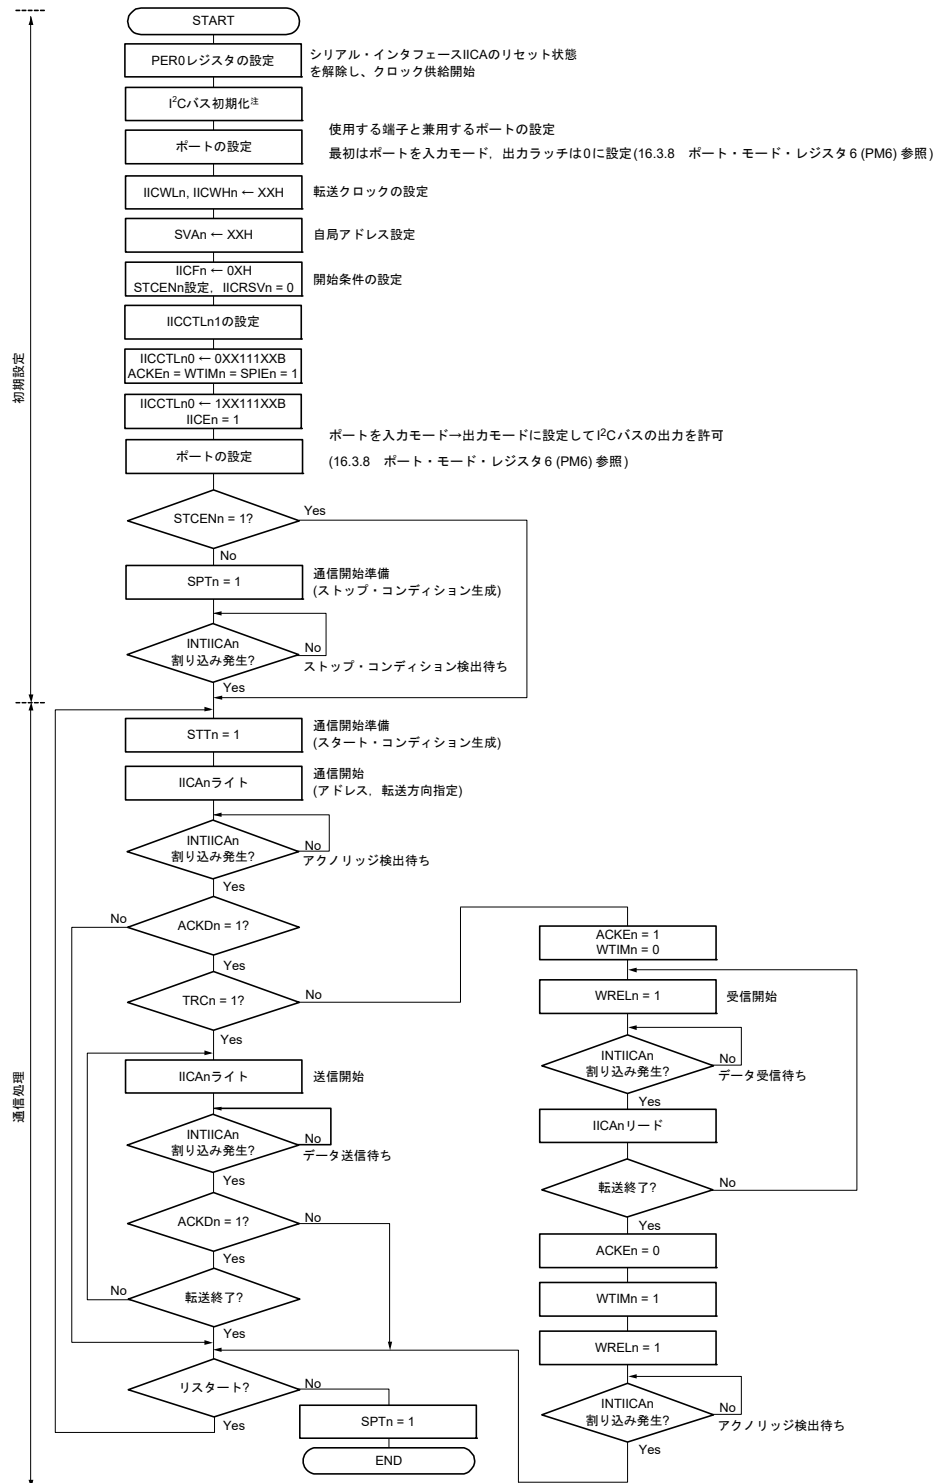 START
PER0レジスタの設定
シリアル・インタフェースIICAのリセット状態
を解除し、クロック供給開始
I²Cバス初期化注
使用する端子と兼用するポートの設定
ポートの設定
最初はポートを入力モード，出力ラッチは0に設定(16.3.8　ポート・モード・レジスタ6 (PM6) 参照)
IICWLn, IICWHn ← XXH
転送クロックの設定
SVAn ← XXH
自局アドレス設定
IICFn ← 0XH
STCENn設定，IICRSVn = 0
開始条件の設定
IICCTLn1の設定
初期設定
IICCTLn0 ← 0XX111XXB
ACKEn = WTIMn = SPIEn = 1
IICCTLn0 ← 1XX111XXB
IICEn = 1
ポートを入力モード→出力モードに設定してI²Cバスの出力を許可
ポートの設定
(16.3.8　ポート・モード・レジスタ6 (PM6) 参照)
STCENn = 1?
Yes
No
SPTn = 1
通信開始準備
(ストップ・コンディション生成)
INTIICAn
割り込み発生?
No
ストップ・コンディション検出待ち
Yes
STTn = 1
通信開始準備
(スタート・コンディション生成)
IICAnライト
通信開始
(アドレス，転送方向指定)
INTIICAn
割り込み発生?
No
アクノリッジ検出待ち
Yes
No
ACKDn = 1?
Yes
TRCn = 1?
No
Yes
通信処理
IICAnライト
送信開始
INTIICAn
割り込み発生?
No
データ送信待ち
Yes
ACKDn = 1?
No
Yes
No
転送終了?
Yes
リスタート?
No
Yes
SPTn = 1
END
ACKEn = 1
WTIMn = 0
WRELn = 1
受信開始
INTIICAn
割り込み発生?
No
データ受信待ち
Yes
IICAnリード
転送終了?
No
Yes
ACKEn = 0
WTIMn = 1
WRELn = 1
INTIICAn
割り込み発生?
No
アクノリッジ検出待ち
Yes